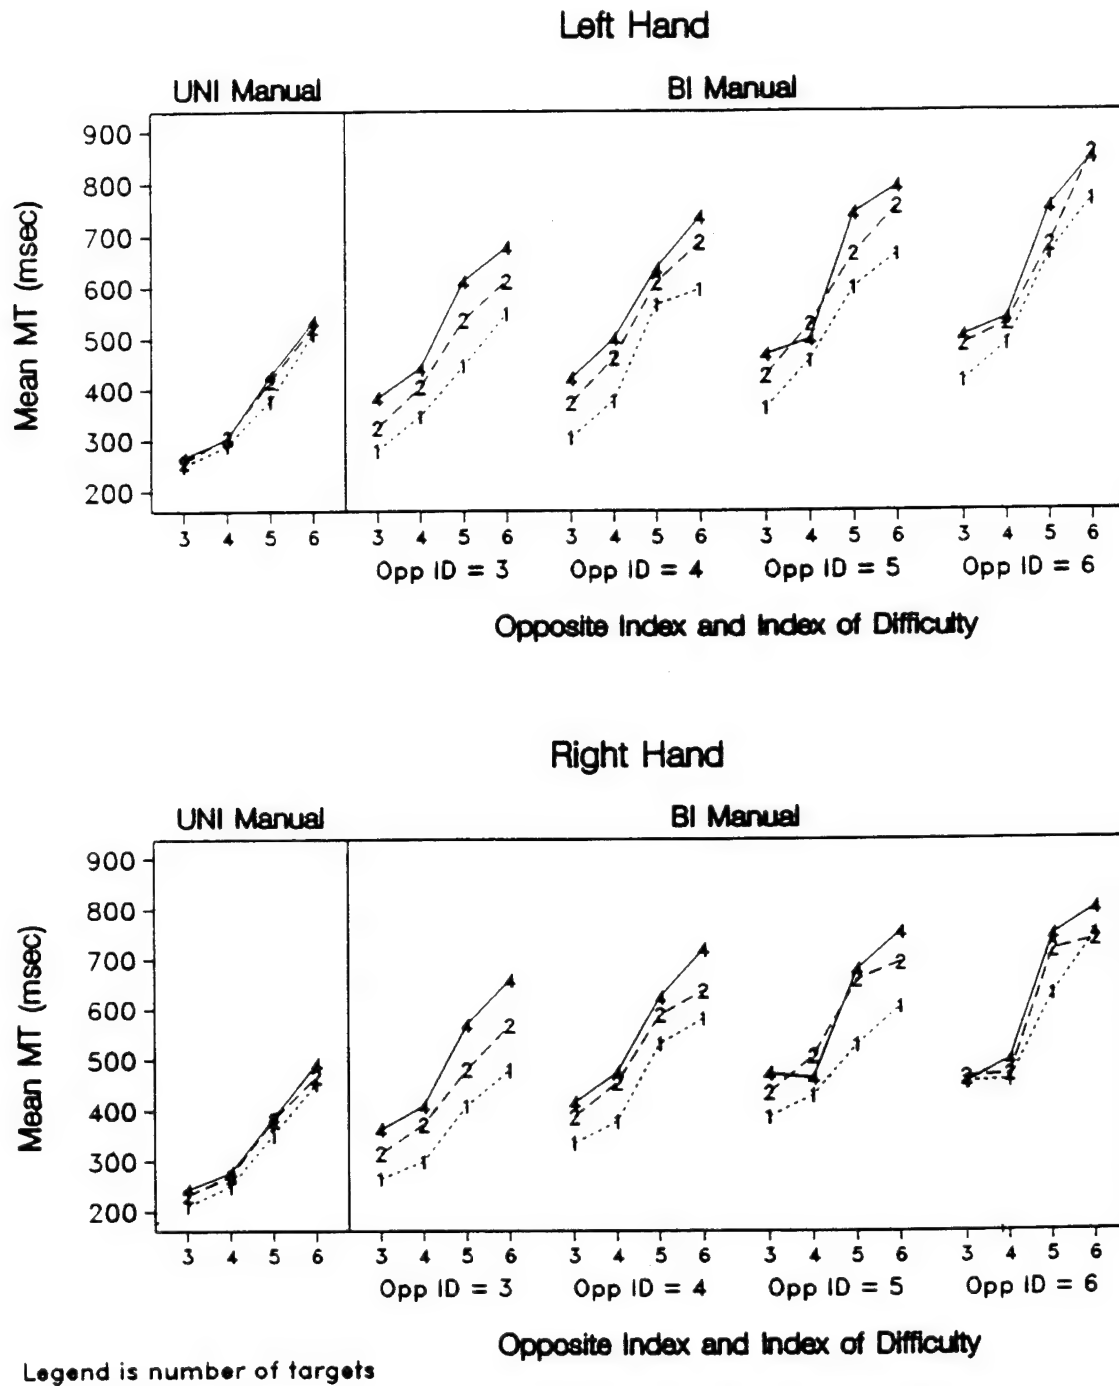 Left Hand
UNI Manual BI Manual
900
800
700
600
500
400
300
200
Mean MT (msec)
3 4 5 6 3 4 5 6 3 4 5 6 3 4 5 6 3 4 5 6
Opp ID = 3 Opp ID = 4 Opp ID = 5 Opp ID = 6
Opposite Index and Index of Difficulty
Right Hand
UNI Manual BI Manual
900
800
700
600
500
400
300
200
Mean MT (msec)
3 4 5 6 3 4 5 6 3 4 5 6 3 4 5 6 3 4 5 6
Opp ID = 3 Opp ID = 4 Opp ID = 5 Opp ID = 6
Opposite Index and Index of Difficulty
Legend is number of targets